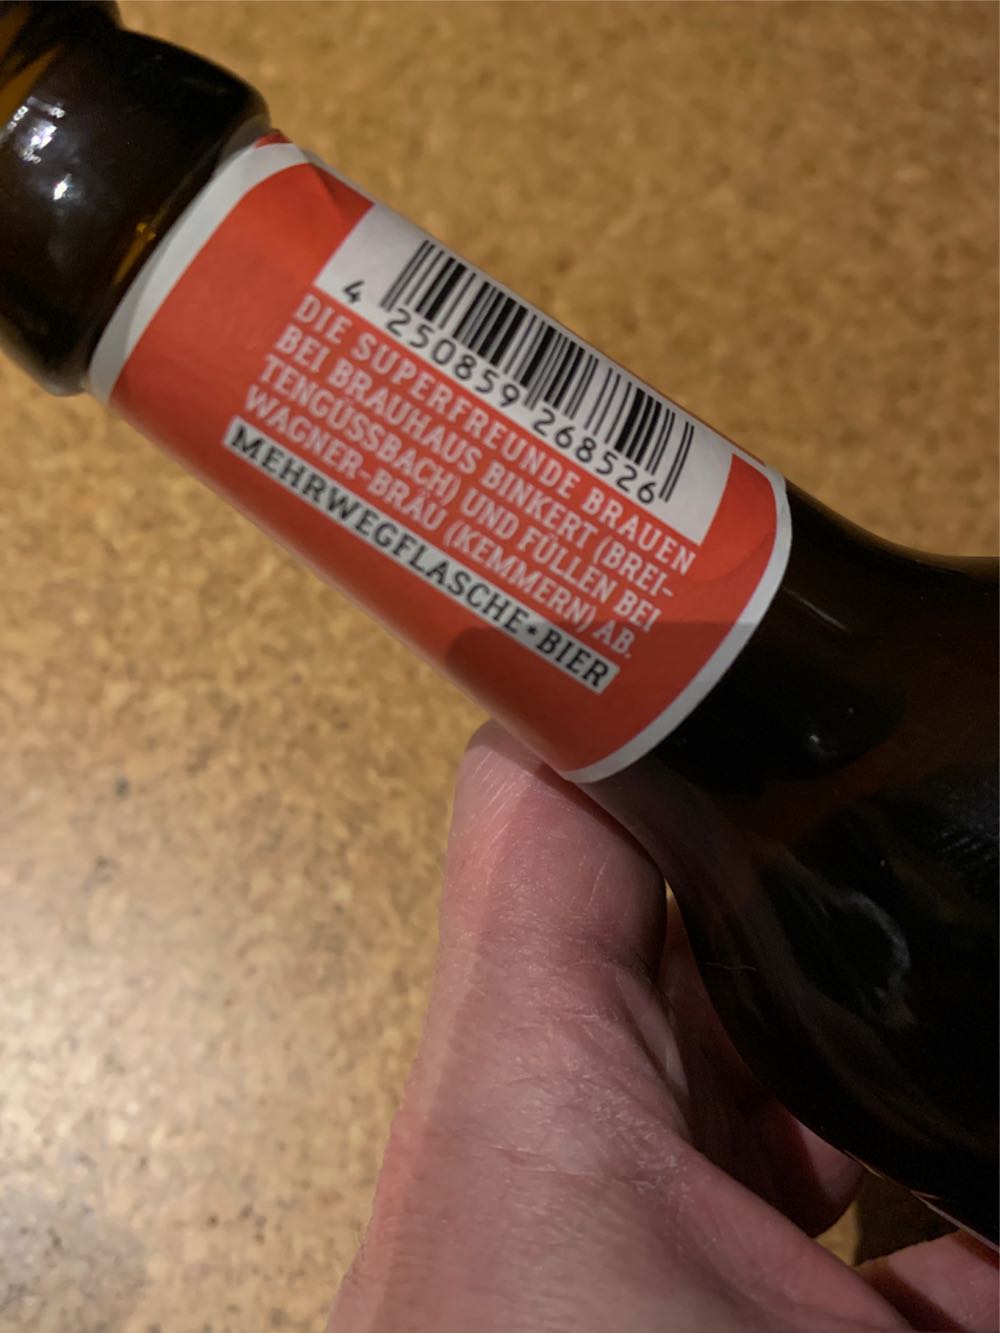 4 250859 268526
DIE SUPERFREUNDE BRAUEN
BEI BRAUHAUS BINKERT (BREI-
TENGÜSSBACH) UND FÜLLEN BEI
WAGNER-BRÄU (KEMMERN) AB.
MEHRWEGFLASCHE • BIER